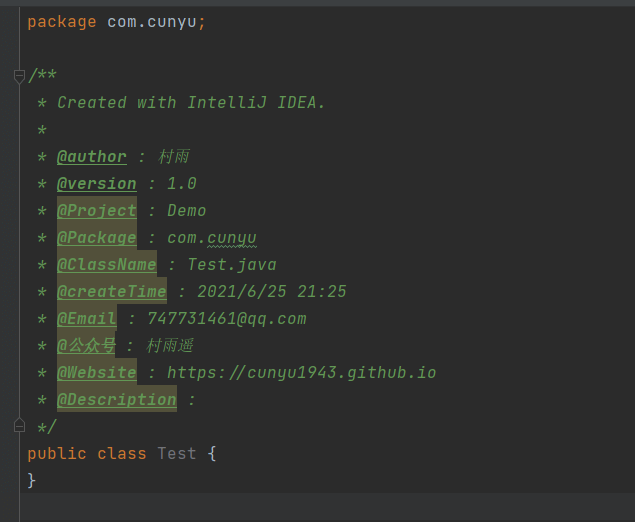 package com.cunyu;
/**
* Created with IntelliJ IDEA.
*
* @author : 村雨
* @version : 1.0
* @Project : Demo
* @Package : com.cunyu
* @ClassName : Test.java
* @createTime : 2021/6/25 21:25
* @Email : 747731461@qq.com
* @公众号 : 村雨遥
* @Website : https://cunyu1943.github.io
* @Description :
*/
public class Test {
}